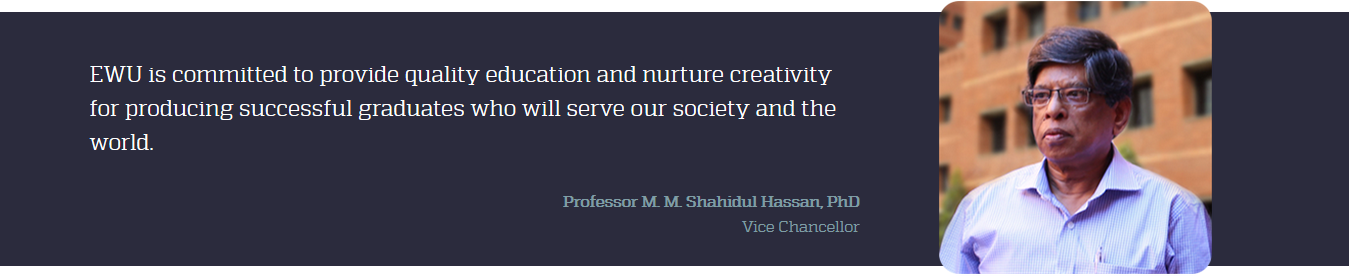 EWU is committed to provide quality education and nurture creativity
for producing successful graduates who will serve our society and the
world.
Professor M. M. Shahidul Hassan, PhD
Vice Chancellor